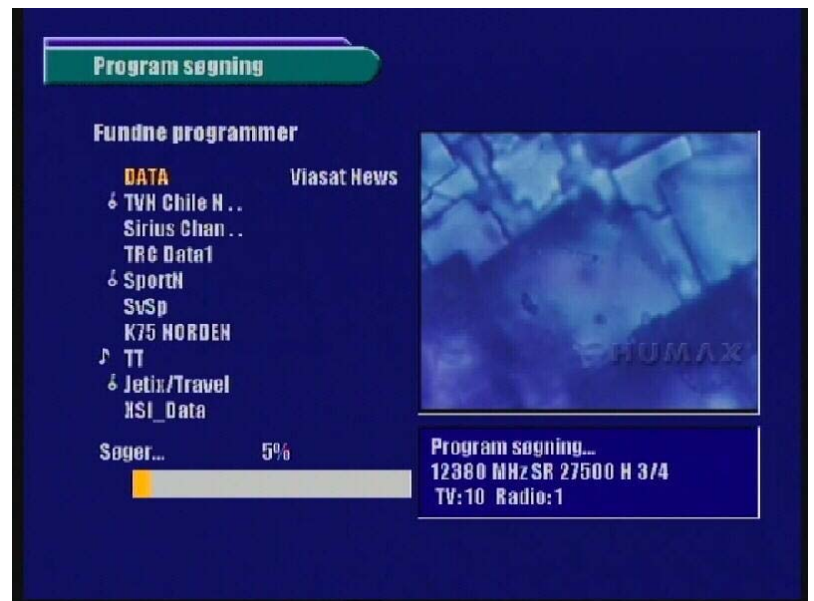 Program søgning
Fundne programmer
DATA
TVN Chile N . .
Sirius Chan . .
TRC Data1
SportN
SvSp
K75 NORDEN
TT
Jetix/Travel
XSI_Data
Viasat News
HUMAX
Søger... 5%
Program søgning...
12380 MHz SR 27500 H 3/4
TV:10 Radio:1